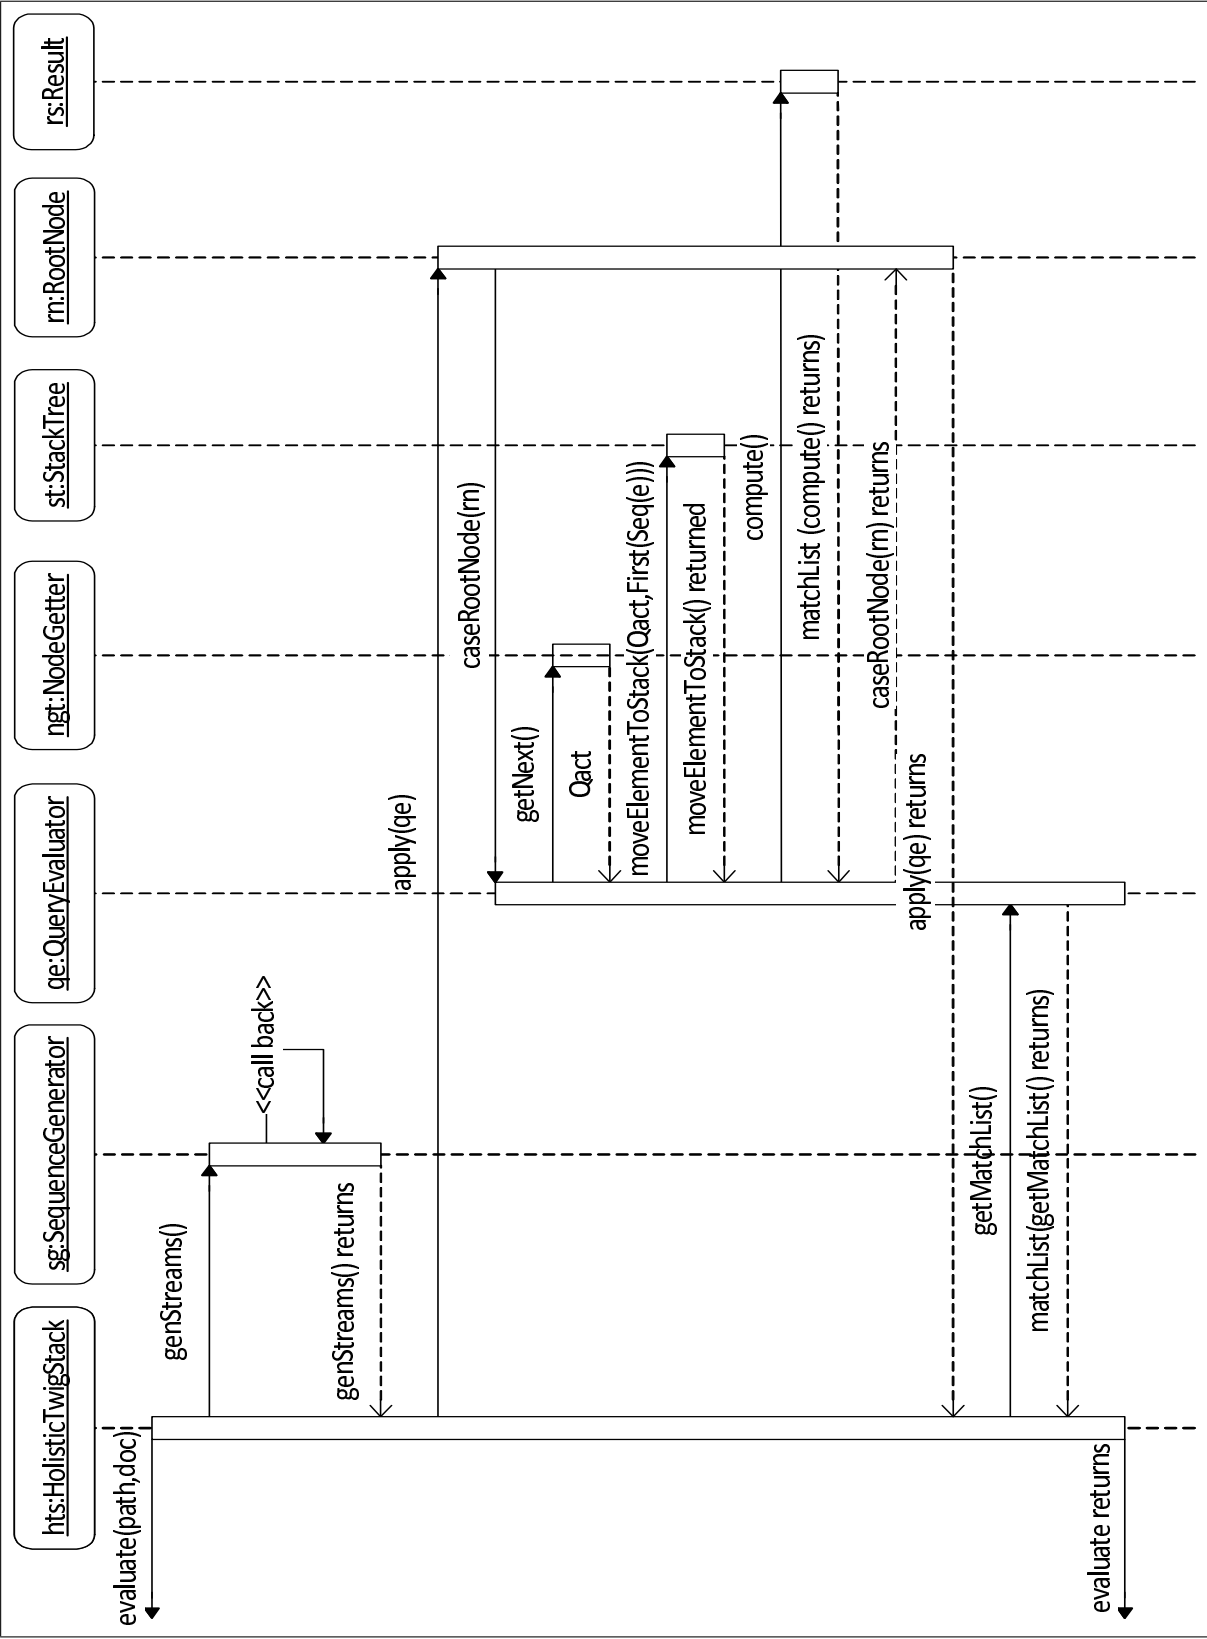 hts:HolisticTwigStack
sg:SequenceGenerator
qe:QueryEvaluator
ngt:NodeGetter
st:StackTree
rn:RootNode
rs:Result
evaluate(path,doc)
genStreams()
<<call back>>
genStreams() returns
apply(qe)
caseRootNode(rn)
getNext()
Qact
moveElementToStack(Qact,First(Seq(e)))
moveElementToStack() returned
compute()
matchList (compute() returns)
caseRootNode(rn) returns
apply(qe) returns
getMatchList()
matchList(getMatchList() returns)
evaluate returns